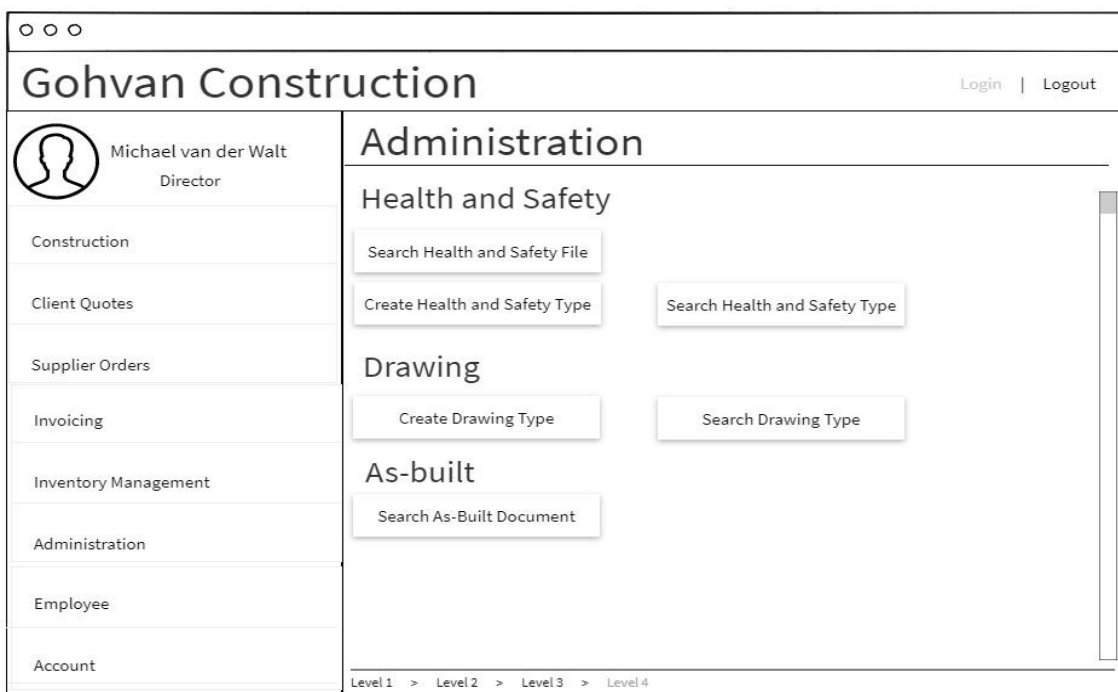 Gohvan Construction
Login | Logout
Michael van der Walt
Director
Construction
Client Quotes
Supplier Orders
Invoicing
Inventory Management
Administration
Employee
Account
Administration
Health and Safety
Search Health and Safety File
Create Health and Safety Type
Search Health and Safety Type
Drawing
Create Drawing Type
Search Drawing Type
As-built
Search As-Built Document
Level 1 > Level 2 > Level 3 > Level 4